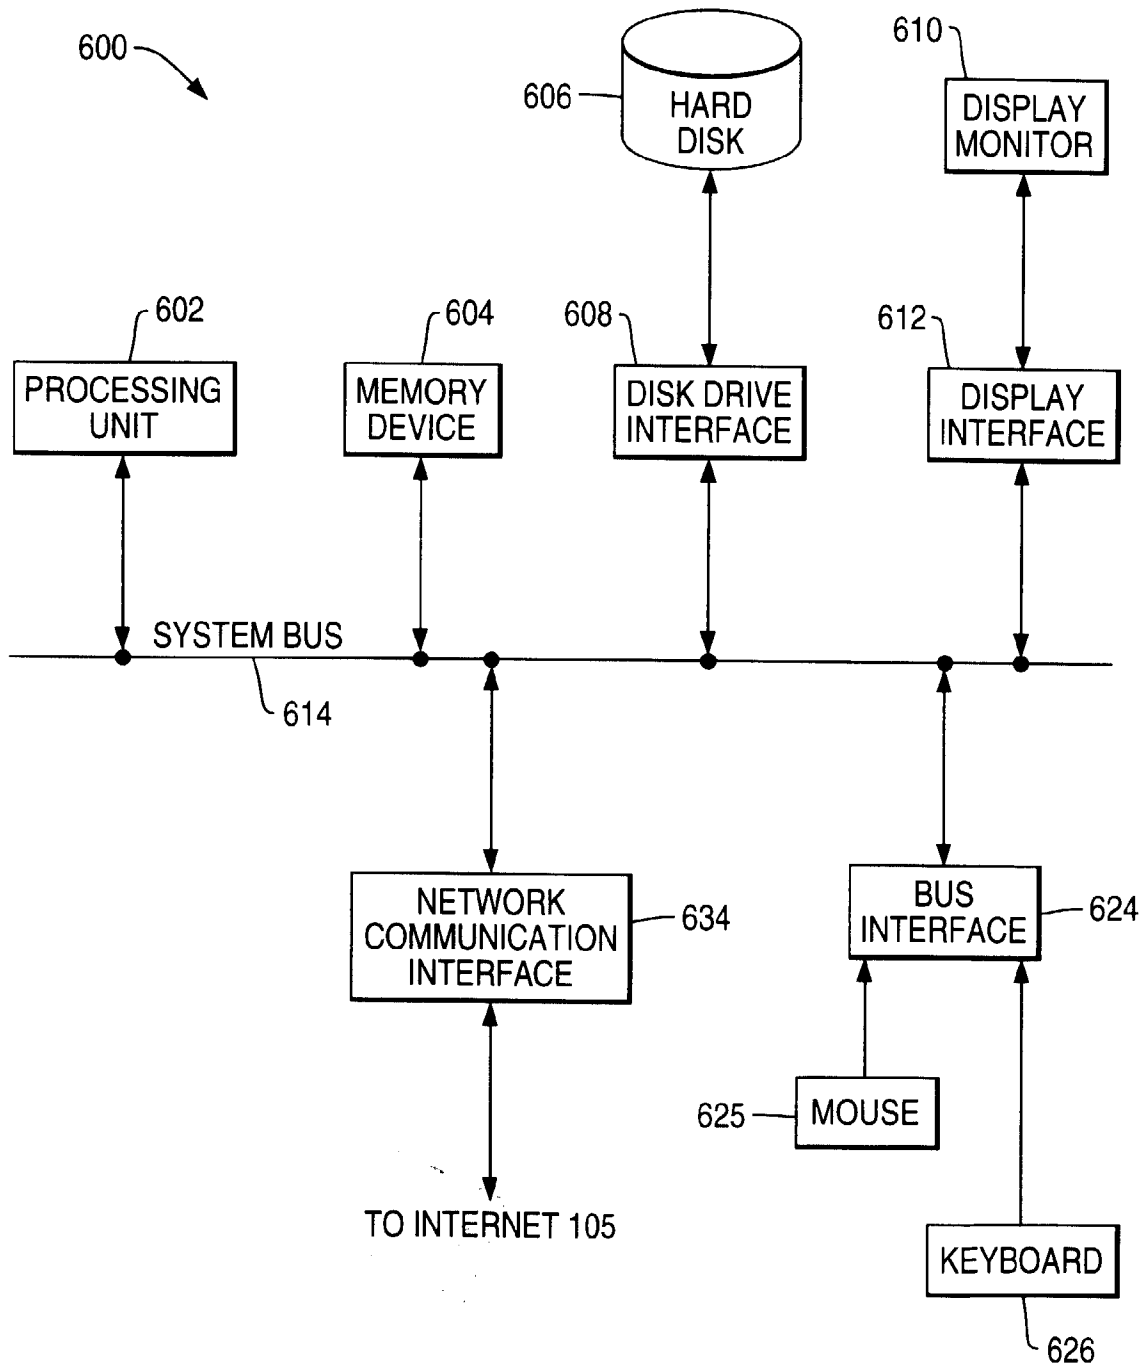 600
606
HARD
DISK
610
DISPLAY
MONITOR
602
PROCESSING
UNIT
604
MEMORY
DEVICE
608
DISK DRIVE
INTERFACE
612
DISPLAY
INTERFACE
SYSTEM BUS
614
NETWORK
COMMUNICATION
INTERFACE
634
BUS
INTERFACE
624
625
MOUSE
TO INTERNET 105
KEYBOARD
626